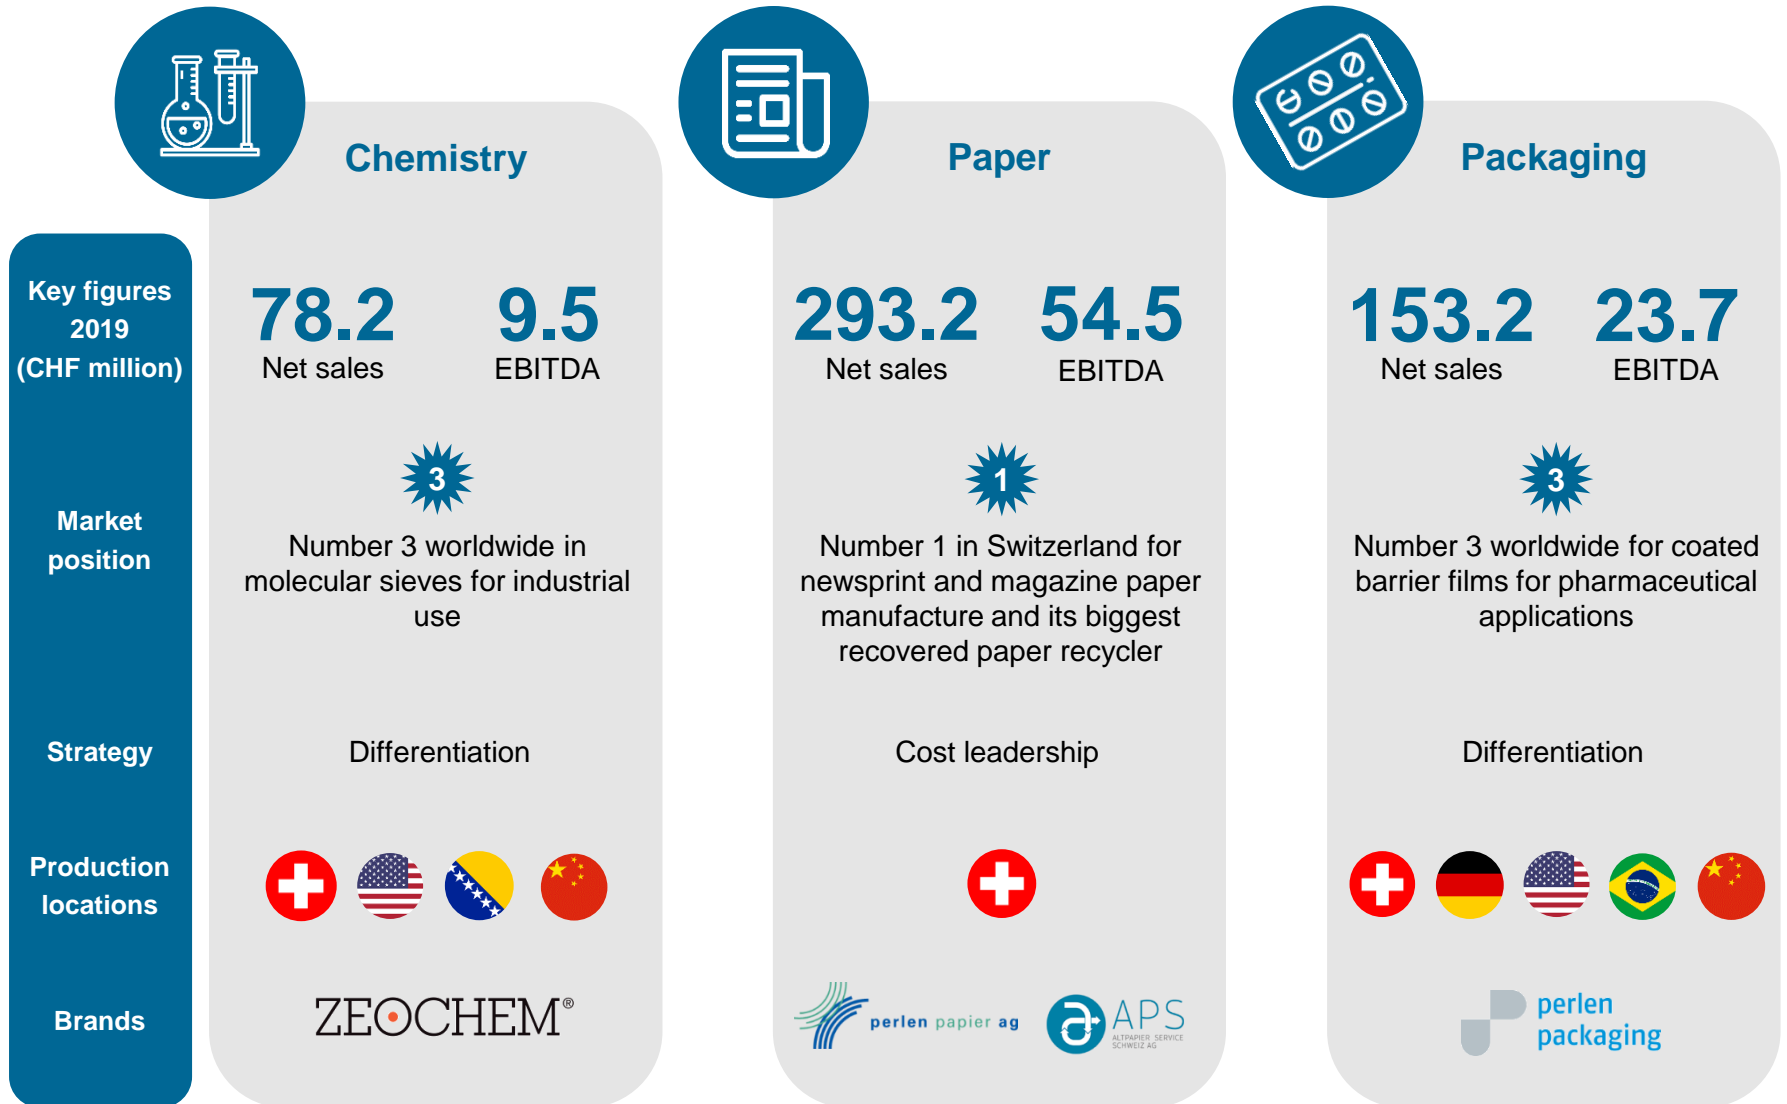 Chemistry
Paper
Packaging
Key figures
2019
(CHF million)
78.2
Net sales
9.5
EBITDA
293.2
Net sales
54.5
EBITDA
153.2
Net sales
23.7
EBITDA
Market
position
3
Number 3 worldwide in
molecular sieves for industrial
use
1
Number 1 in Switzerland for
newsprint and magazine paper
manufacture and its biggest
recovered paper recycler
3
Number 3 worldwide for coated
barrier films for pharmaceutical
applications
Strategy
Differentiation
Cost leadership
Differentiation
Production
locations
Brands
ZEOCHEM®
perlen papier ag
APS
ALTPAPIER SERVICE
SCHWEIZ AG
perlen
packaging